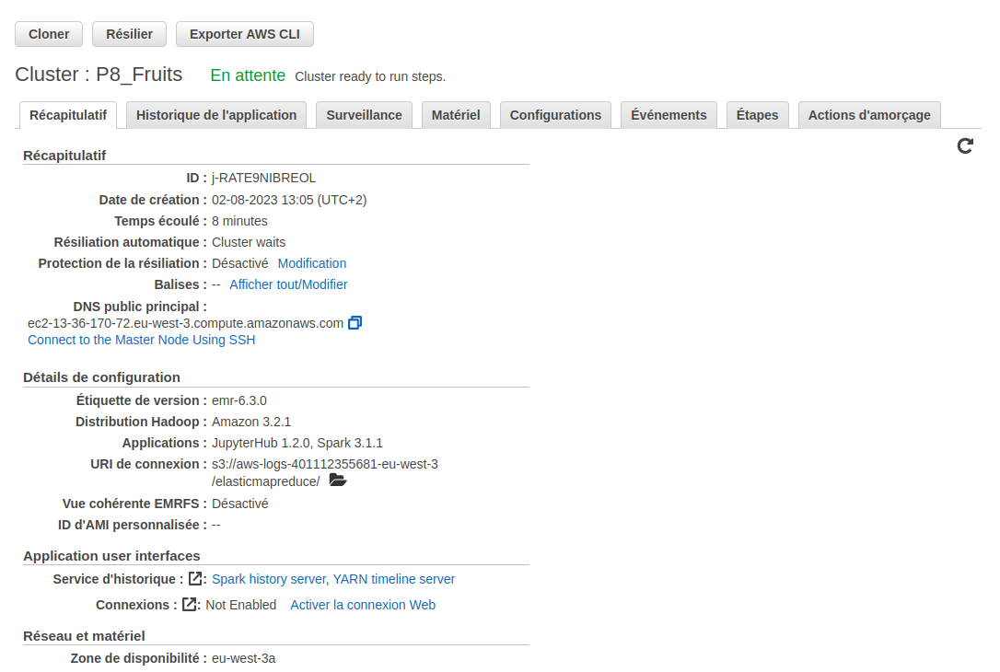 Cloner Résilier Exporter AWS CLI
Cluster : P8_Fruits En attente Cluster ready to run steps.
Récapitulatif Historique de l'application Surveillance Matériel Configurations Événements Étapes Actions d'amorçage
Récapitulatif
ID : j-RATE9NIBREOL
Date de création : 02-08-2023 13:05 (UTC+2)
Temps écoulé : 8 minutes
Résiliation automatique : Cluster waits
Protection de la résiliation : Désactivé Modification
Balises : -- Afficher tout/Modifier
DNS public principal :
ec2-13-36-170-72.eu-west-3.compute.amazonaws.com
Connect to the Master Node Using SSH
Détails de configuration
Étiquette de version : emr-6.3.0
Distribution Hadoop : Amazon 3.2.1
Applications : JupyterHub 1.2.0, Spark 3.1.1
URI de connexion : s3://aws-logs-401112355681-eu-west-3
/elasticmapreduce/
Vue cohérente EMRFS : Désactivé
ID d'AMI personnalisée : --
Application user interfaces
Service d'historique : : Spark history server, YARN timeline server
Connexions : : Not Enabled Activer la connexion Web
Réseau et matériel
Zone de disponibilité : eu-west-3a